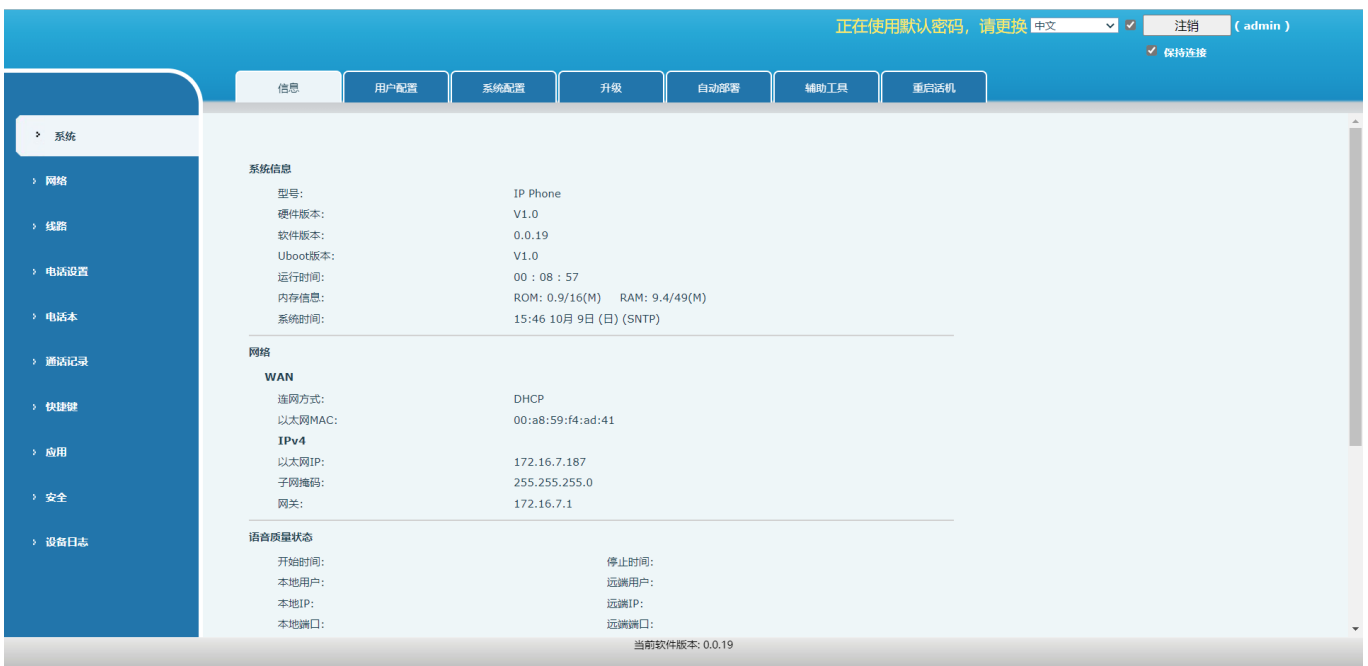 正在使用默认密码，请更换 中文 注销 ( admin )
保持连接
信息 用户配置 系统配置 升级 自动部署 辅助工具 重启话机
› 系统
› 网络
› 线路
› 电话设置
› 电话本
› 通话记录
› 快捷键
› 应用
› 安全
› 设备日志
系统信息
型号: IP Phone
硬件版本: V1.0
软件版本: 0.0.19
Uboot版本: V1.0
运行时间: 00 : 08 : 57
内存信息: ROM: 0.9/16(M) RAM: 9.4/49(M)
系统时间: 15:46 10月 9日 (日) (SNTP)
网络
WAN
连网方式: DHCP
以太网MAC: 00:a8:59:f4:ad:41
IPv4
以太网IP: 172.16.7.187
子网掩码: 255.255.255.0
网关: 172.16.7.1
语音质量状态
开始时间: 停止时间:
本地用户: 远端用户:
本地IP: 远端IP:
本地端口: 远端端口:
当前软件版本: 0.0.19